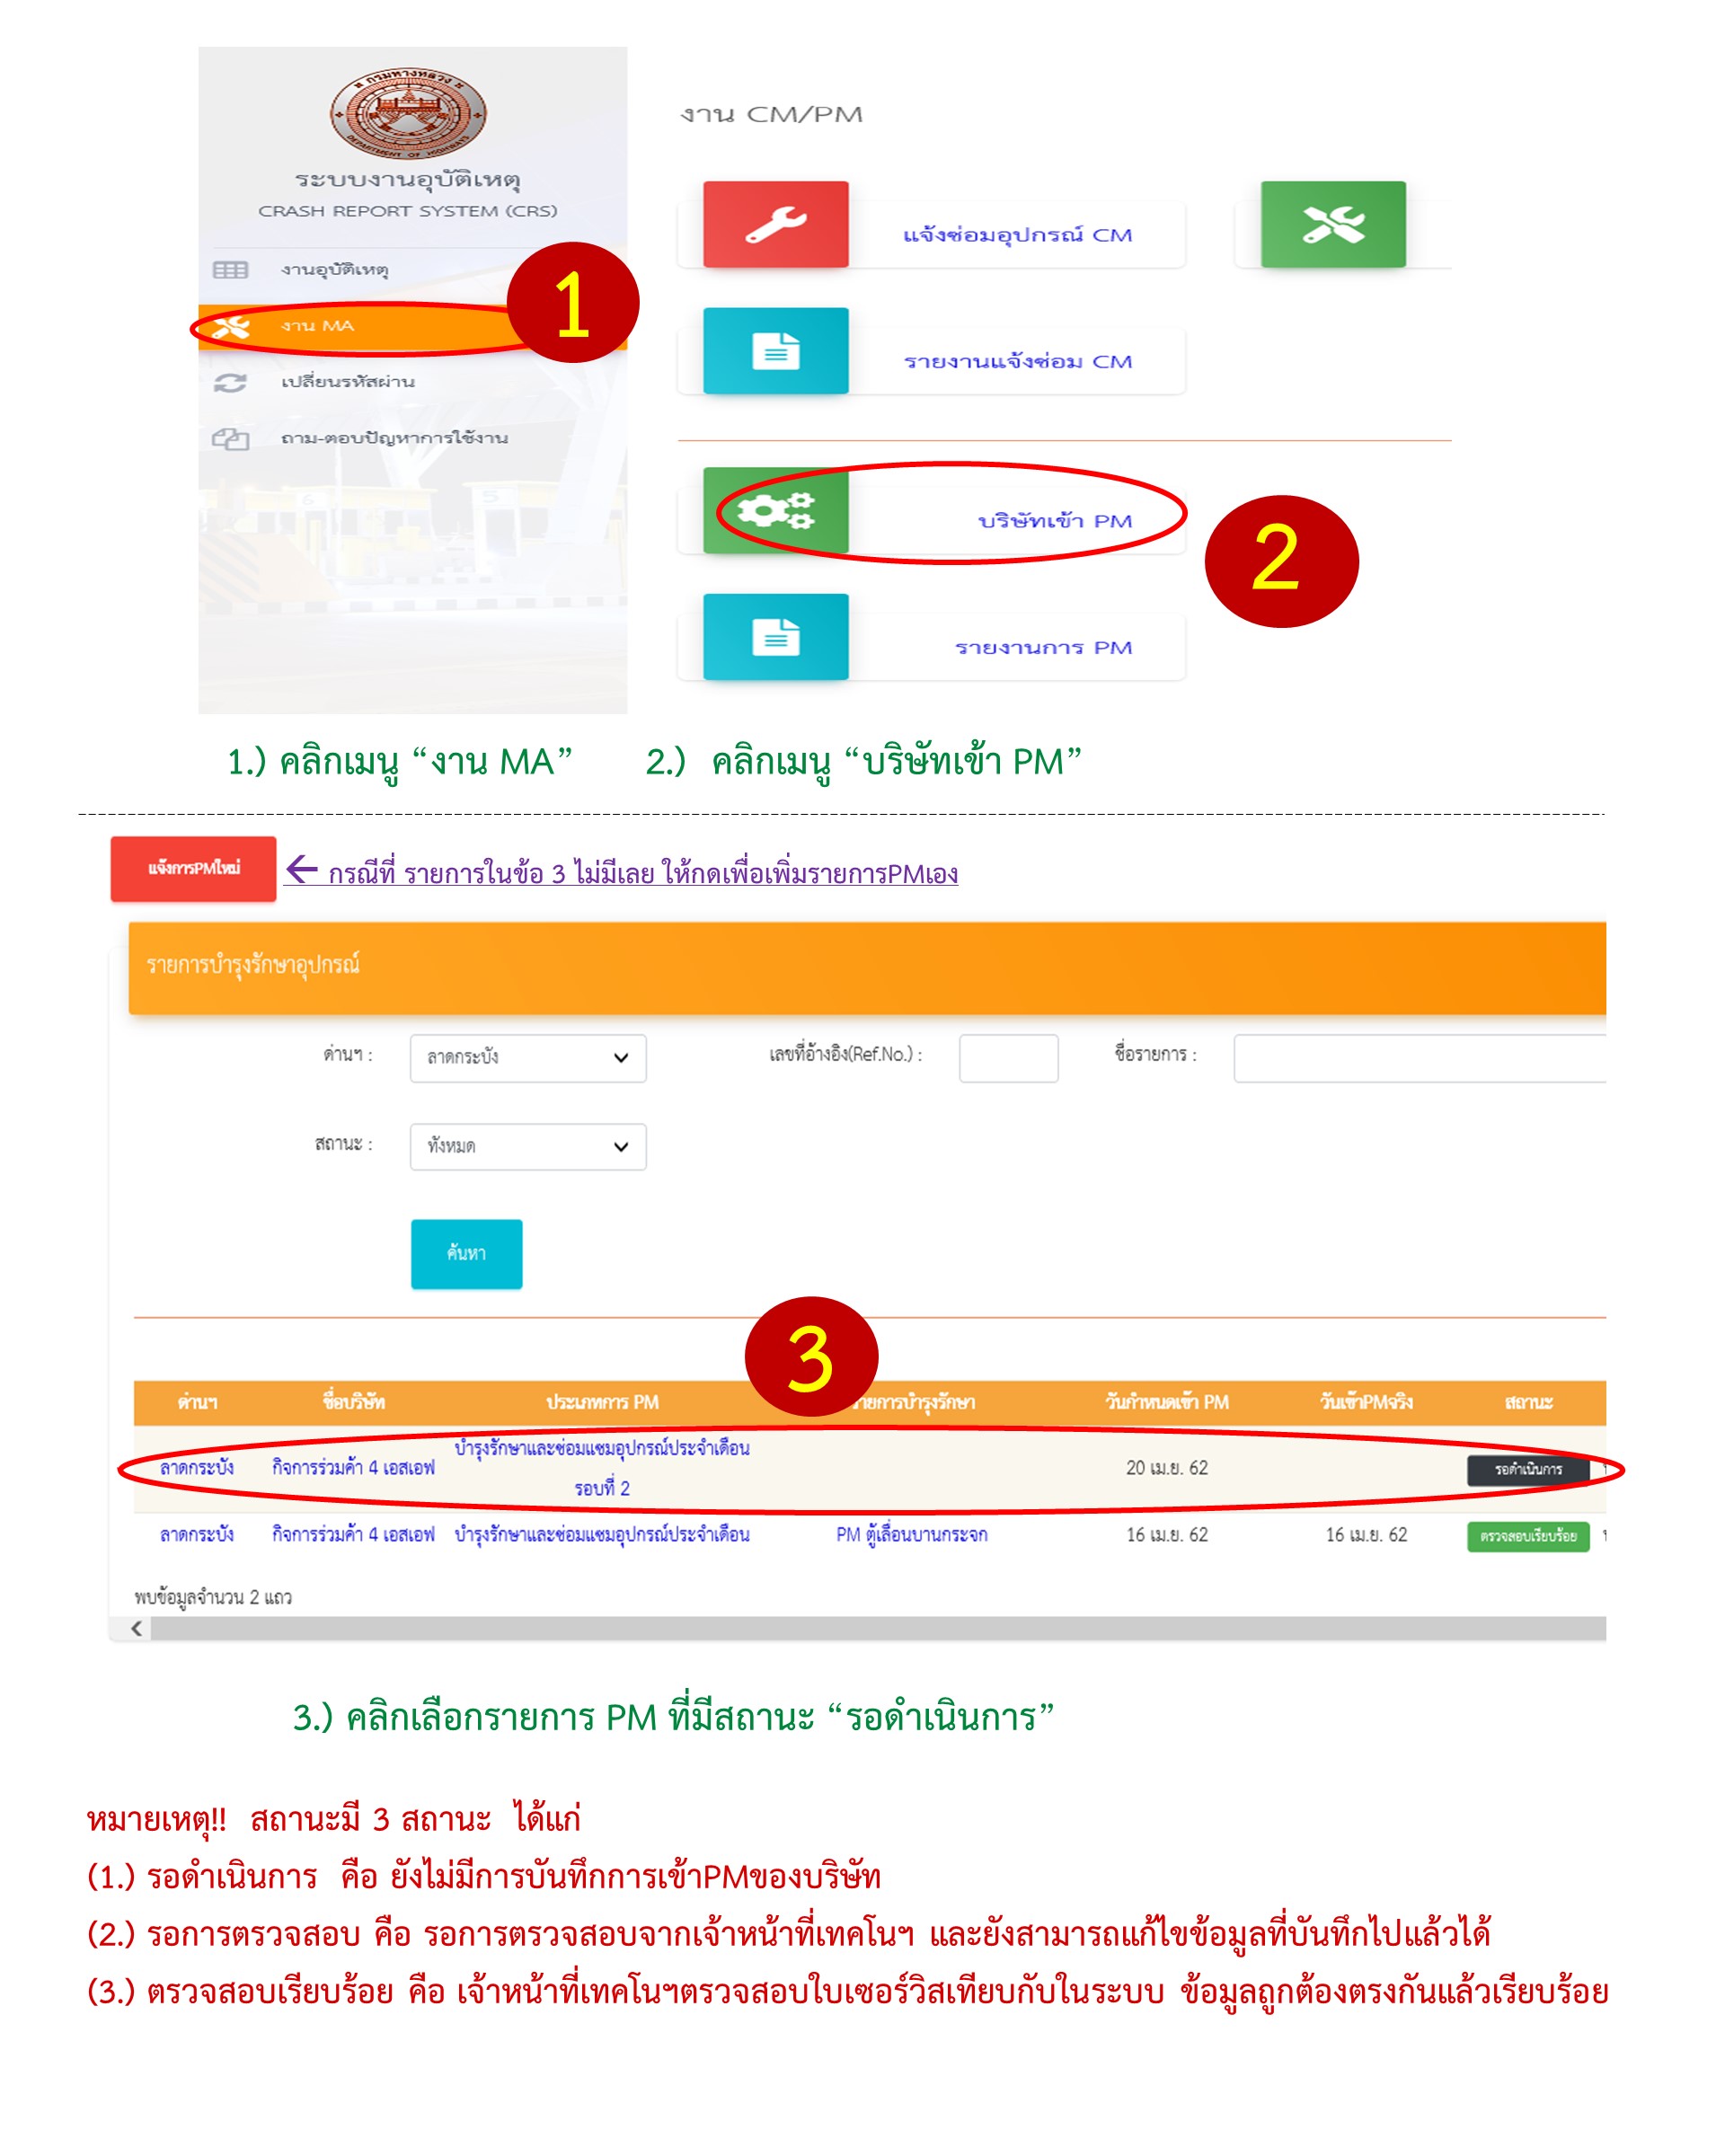 กรมทางหลวง
DEPARTMENT OF HIGHWAYS
ระบบงานอุบัติเหตุ
CRASH REPORT SYSTEM (CRS)
งานอุบัติเหตุ
งาน MA
เปลี่ยนรหัสผ่าน
ถาม-ตอบปัญหาการใช้งาน
1
งาน CM/PM
แจ้งซ่อมอุปกรณ์ CM
รายงานแจ้งซ่อม CM
บริษัทเข้า PM
2
รายงานการ PM
1.) คลิกเมนู “งาน MA” 2.) คลิกเมนู “บริษัทเข้า PM”
แจ้งการPMใหม่ ← กรณีที่ รายการในข้อ 3 ไม่มีเลย ให้กดเพื่อเพิ่มรายการPMเอง
รายการบำรุงรักษาอุปกรณ์
ด่านฯ : ลาดกระบัง เลขที่อ้างอิง(Ref.No.) : ชื่อรายการ :
สถานะ : ทั้งหมด
ค้นหา
3
ด่านฯ ชื่อบริษัท ประเภทการ PM ายการบำรุงรักษา วันกำหนดเข้า PM วันเข้าPMจริง สถานะ
ลาดกระบัง กิจการร่วมค้า 4 เอสเอฟ บำรุงรักษาและซ่อมแซมอุปกรณ์ประจำเดือน รอบที่ 2 20 เม.ย. 62 รอดำเนินการ
ลาดกระบัง กิจการร่วมค้า 4 เอสเอฟ บำรุงรักษาและซ่อมแซมอุปกรณ์ประจำเดือน PM ตู้เลื่อนบานกระจก 16 เม.ย. 62 16 เม.ย. 62 ตรวจสอบเรียบร้อย
พบข้อมูลจำนวน 2 แถว
3.) คลิกเลือกรายการ PM ที่มีสถานะ “รอดำเนินการ”
หมายเหตุ!! สถานะมี 3 สถานะ ได้แก่
(1.) รอดำเนินการ คือ ยังไม่มีการบันทึกการเข้าPMของบริษัท
(2.) รอการตรวจสอบ คือ รอการตรวจสอบจากเจ้าหน้าที่เทคโนฯ และยังสามารถแก้ไขข้อมูลที่บันทึกไปแล้วได้
(3.) ตรวจสอบเรียบร้อย คือ เจ้าหน้าที่เทคโนฯตรวจสอบใบเซอร์วิสเทียบกับในระบบ ข้อมูลถูกต้องตรงกันแล้วเรียบร้อย